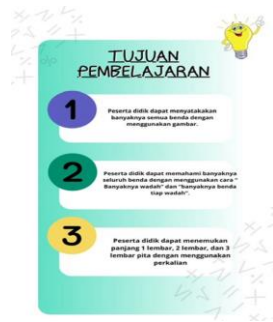 TUJUAN
PEMBELAJARAN
1
Peserta didik dapat menyatakakan
banyaknya semua benda dengan
menggunakan gambar.
2
Peserta didik dapat memahami banyaknya
seluruh benda dengan menggunakan cara "
Banyaknya wadah" dan "banyaknya benda
tiap wadah".
3
Peserta didik dapat menemukan
panjang 1 lembar, 2 lembar, dan 3
lembar pita dengan menggunakan
perkalian